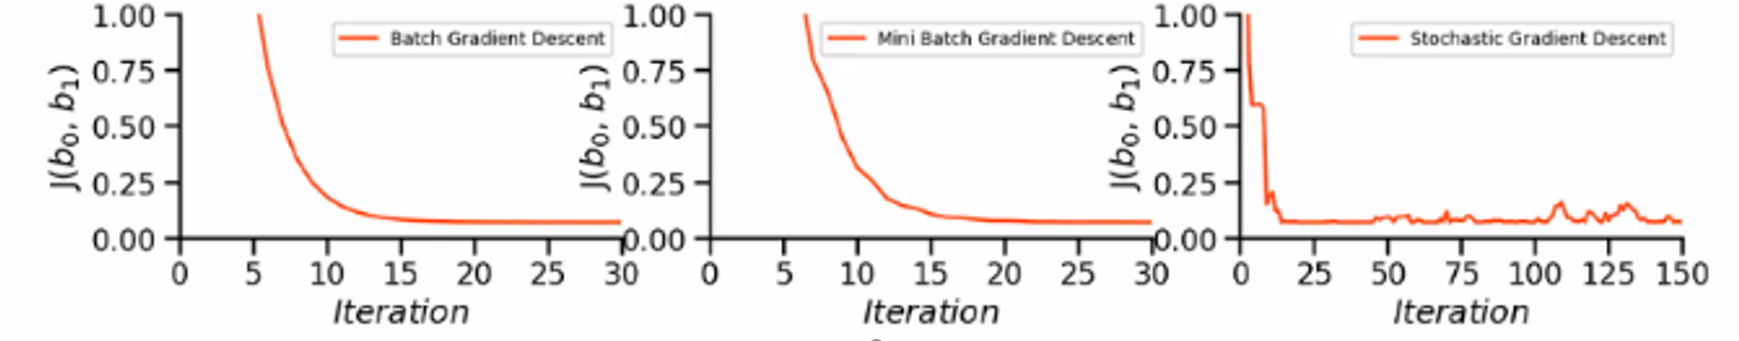 1.00
0.75
0.50
0.25
0.00
J(b₀, b₁)
Batch Gradient Descent
0 5 10 15 20 25 30
Iteration
1.00
0.75
0.50
0.25
0.00
J(b₀, b₁)
Mini Batch Gradient Descent
0 5 10 15 20 25 30
Iteration
1.00
0.75
0.50
0.25
0.00
J(b₀, b₁)
Stochastic Gradient Descent
0 25 50 75 100 125 150
Iteration